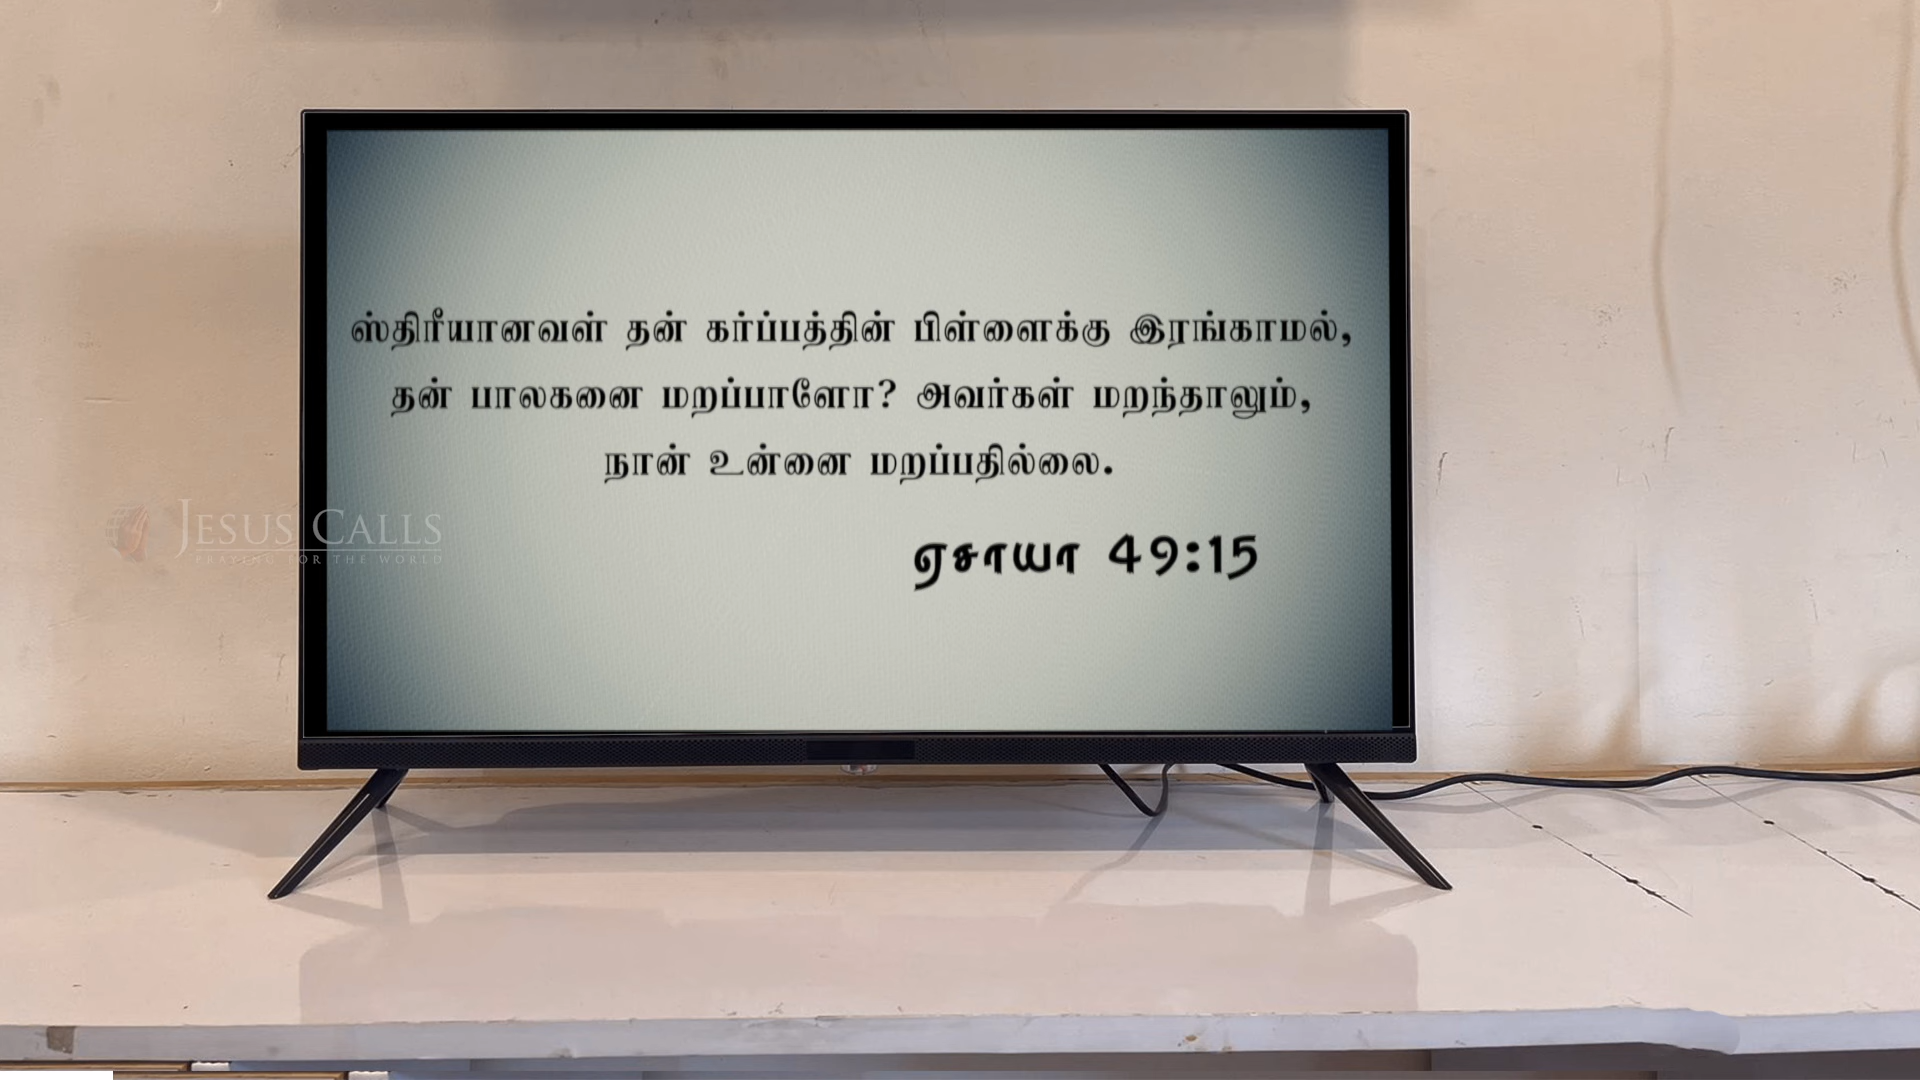 ஸ்திரீயானவள் தன் கர்ப்பத்தின் பிள்ளைக்கு இரங்காமல்,
தன் பாலகனை மறப்பாளோ? அவர்கள் மறந்தாலும்,
நான் உன்னை மறப்பதில்லை.
ஏசாயா 49:15
JESUS CALLS
PRAYING FOR THE WORLD